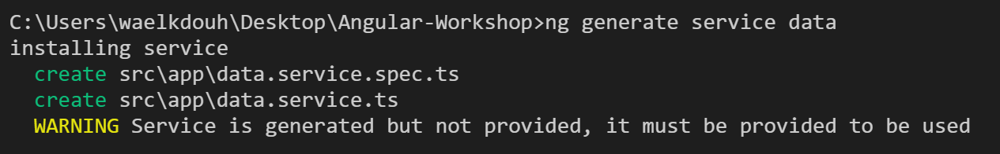 C:\Users\waelkdouh\Desktop\Angular-Workshop>ng generate service data
installing service
create src\app\data.service.spec.ts
create src\app\data.service.ts
WARNING Service is generated but not provided, it must be provided to be used